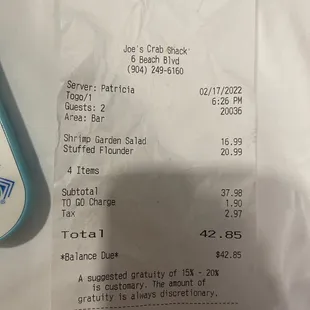 Joe's Crab Shack
6 Beach Blvd
(904) 249-6160
Server: Patricia 02/17/2022
Togo/1 6:26 PM
Guests: 2 20036
Area: Bar
Shrimp Garden Salad 16.99
Stuffed Flounder 20.99
4 Items
Subtotal 37.98
TO GO Charge 1.90
Tax 2.97
Total 42.85
*Balance Due* $42.85
A suggested gratuity of 15% - 20%
is customary. The amount of
gratuity is always discretionary.